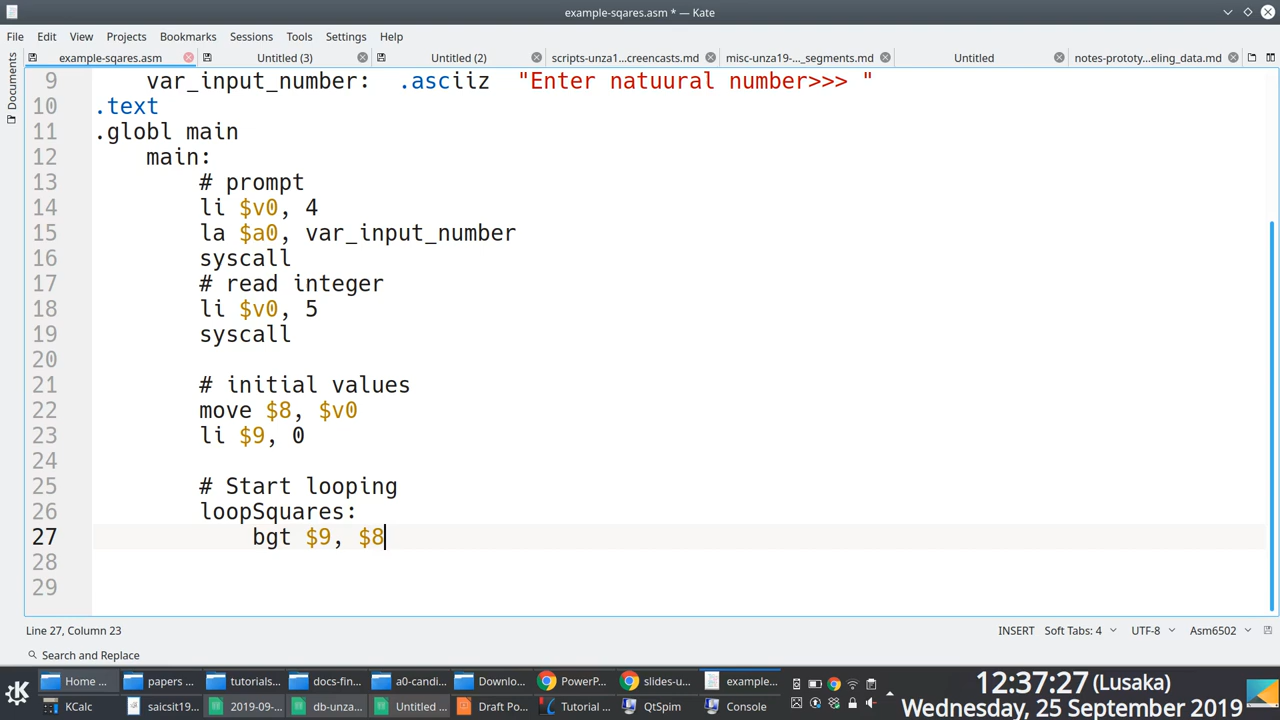 example-sqares.asm * — Kate
File Edit View Projects Bookmarks Sessions Tools Settings Help
Documents
example-sqares.asm Untitled (3) Untitled (2) scripts-unza1...creencasts.md misc-unza19-..._segments.md Untitled notes-prototy...eling_data.md
9 var_input_number: .asciiz "Enter natuural number>>> "
10 .text
11 .globl main
12 main:
13 # prompt
14 li $v0, 4
15 la $a0, var_input_number
16 syscall
17 # read integer
18 li $v0, 5
19 syscall
20
21 # initial values
22 move $8, $v0
23 li $9, 0
24
25 # Start looping
26 loopSquares:
27 bgt $9, $8
28
29
Line 27, Column 23 INSERT Soft Tabs: 4 UTF-8 Asm6502
Search and Replace
Home ... papers ... tutorials... docs-fin... a0-candi... Downlo... PowerP... slides-u... example...
KCalc saicsit19... 2019-09-... db-unza... Untitled ... Draft Po... Tutorial ... QtSpim Console
12:37:27 (Lusaka)
Wednesday, 25 September 2019